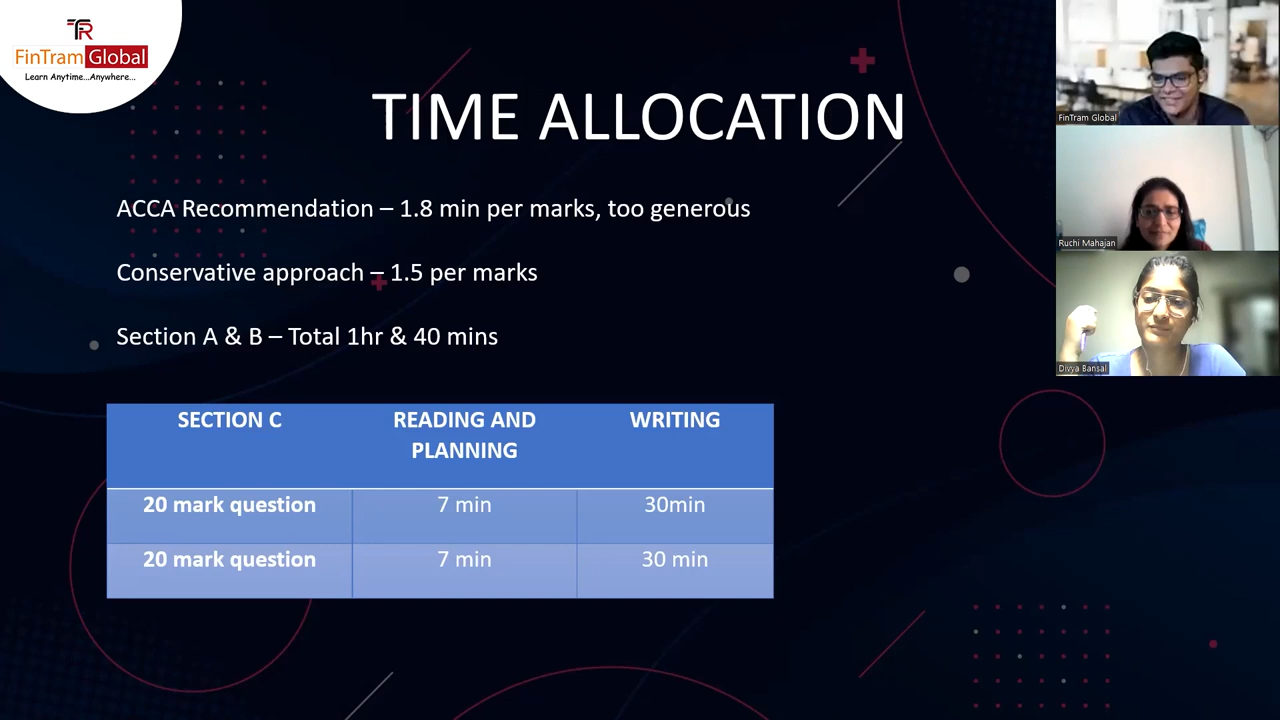 FinTram Global
Learn Anytime...Anywhere...
TIME ALLOCATION
ACCA Recommendation – 1.8 min per marks, too generous
Conservative approach – 1.5 per marks
Section A & B – Total 1hr & 40 mins
SECTION C
READING AND
PLANNING
WRITING
20 mark question
7 min
30min
20 mark question
7 min
30 min
FinTram Global
Ruchi Mahajan
Divya Bansal